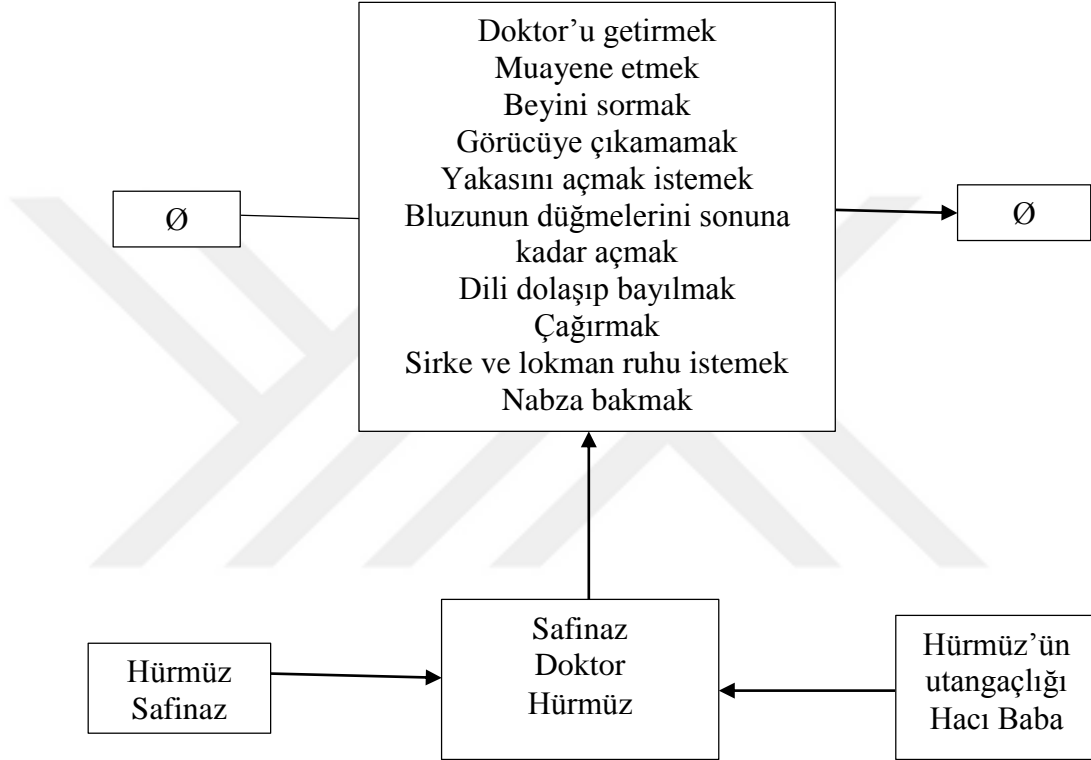 Doktor’u getirmek
Muayene etmek
Beyini sormak
Görücüye çıkamamak
Yakasını açmak istemek
Bluzunun düğmelerini sonuna
kadar açmak
Dili dolaşıp bayılmak
Çağırmak
Sirke ve lokman ruhu istemek
Nabza bakmak
Ø
Ø
Hürmüz
Safinaz
Safinaz
Doktor
Hürmüz
Hürmüz’ün
utangaçlığı
Hacı Baba